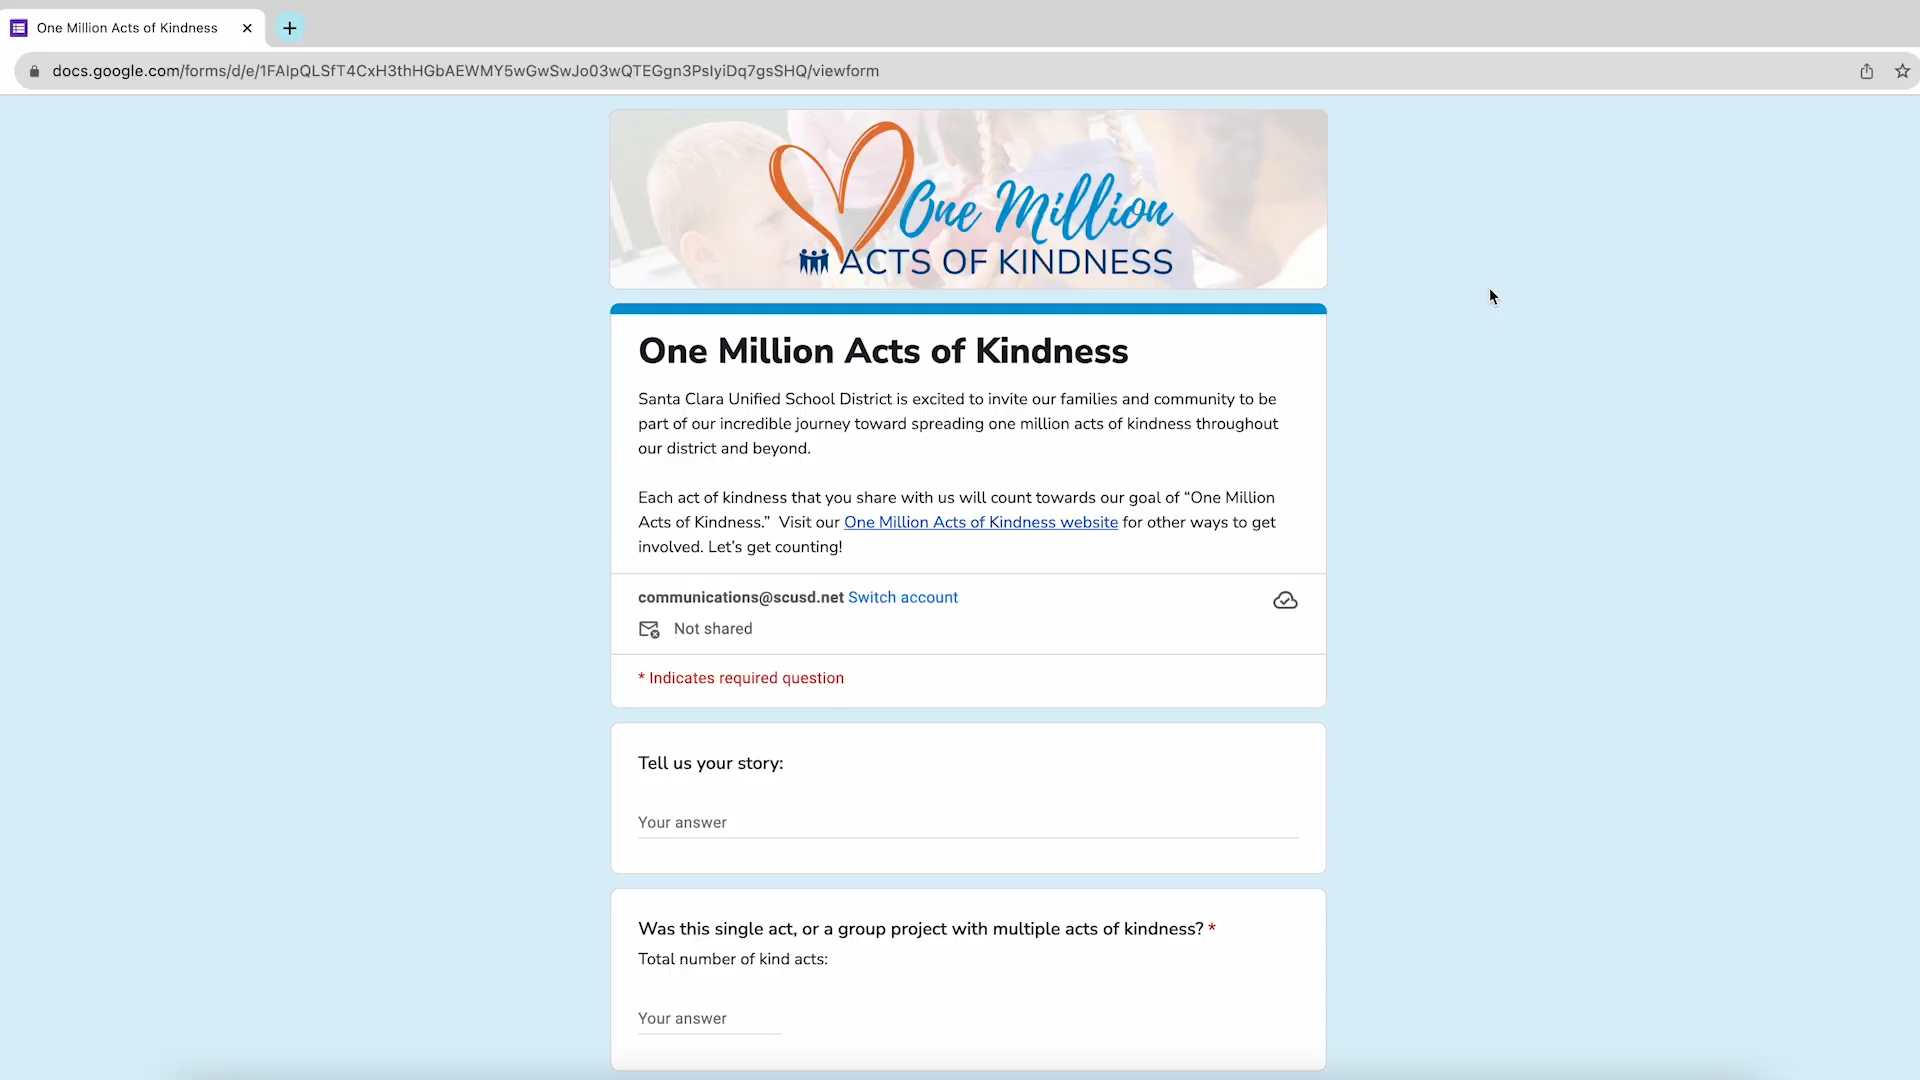 One Million Acts of Kindness
docs.google.com/forms/d/e/1FAIpQLSfT4CxH3thHGbAEWMY5wGwSwJo03wQTEGgn3PsIyiDq7gsSHQ/viewform
One Million
ACTS OF KINDNESS
One Million Acts of Kindness
Santa Clara Unified School District is excited to invite our families and community to be
part of our incredible journey toward spreading one million acts of kindness throughout
our district and beyond.
Each act of kindness that you share with us will count towards our goal of “One Million
Acts of Kindness.”  Visit our One Million Acts of Kindness website for other ways to get
involved. Let’s get counting!
communications@scusd.net Switch account
Not shared
* Indicates required question
Tell us your story:
Your answer
Was this single act, or a group project with multiple acts of kindness? *
Total number of kind acts:
Your answer